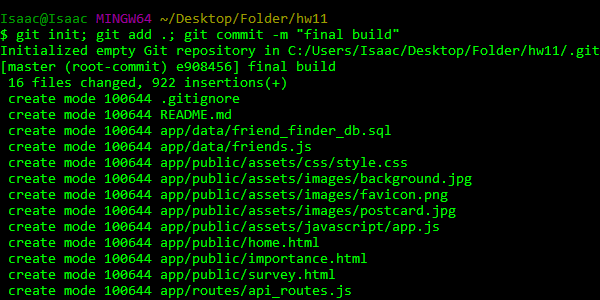 Isaac@Isaac MINGW64 ~/Desktop/Folder/hw11
$ git init; git add .; git commit -m "final build"
Initialized empty Git repository in C:/Users/Isaac/Desktop/Folder/hw11/.git
[master (root-commit) e908456] final build
 16 files changed, 922 insertions(+)
 create mode 100644 .gitignore
 create mode 100644 README.md
 create mode 100644 app/data/friend_finder_db.sql
 create mode 100644 app/data/friends.js
 create mode 100644 app/public/assets/css/style.css
 create mode 100644 app/public/assets/images/background.jpg
 create mode 100644 app/public/assets/images/favicon.png
 create mode 100644 app/public/assets/images/postcard.jpg
 create mode 100644 app/public/assets/javascript/app.js
 create mode 100644 app/public/home.html
 create mode 100644 app/public/importance.html
 create mode 100644 app/public/survey.html
 create mode 100644 app/routes/api_routes.js